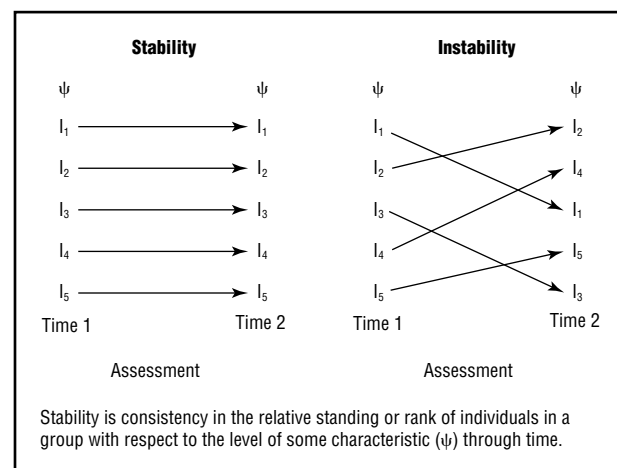 Stability Instability
ψ ψ ψ ψ
I₁ I₁ I₁ I₂
I₂ I₂ I₂ I₄
I₃ I₃ I₃ I₁
I₄ I₄ I₄ I₅
I₅ I₅ I₅ I₃
Time 1 Time 2 Time 1 Time 2
Assessment Assessment
Stability is consistency in the relative standing or rank of individuals in a
group with respect to the level of some characteristic (ψ) through time.